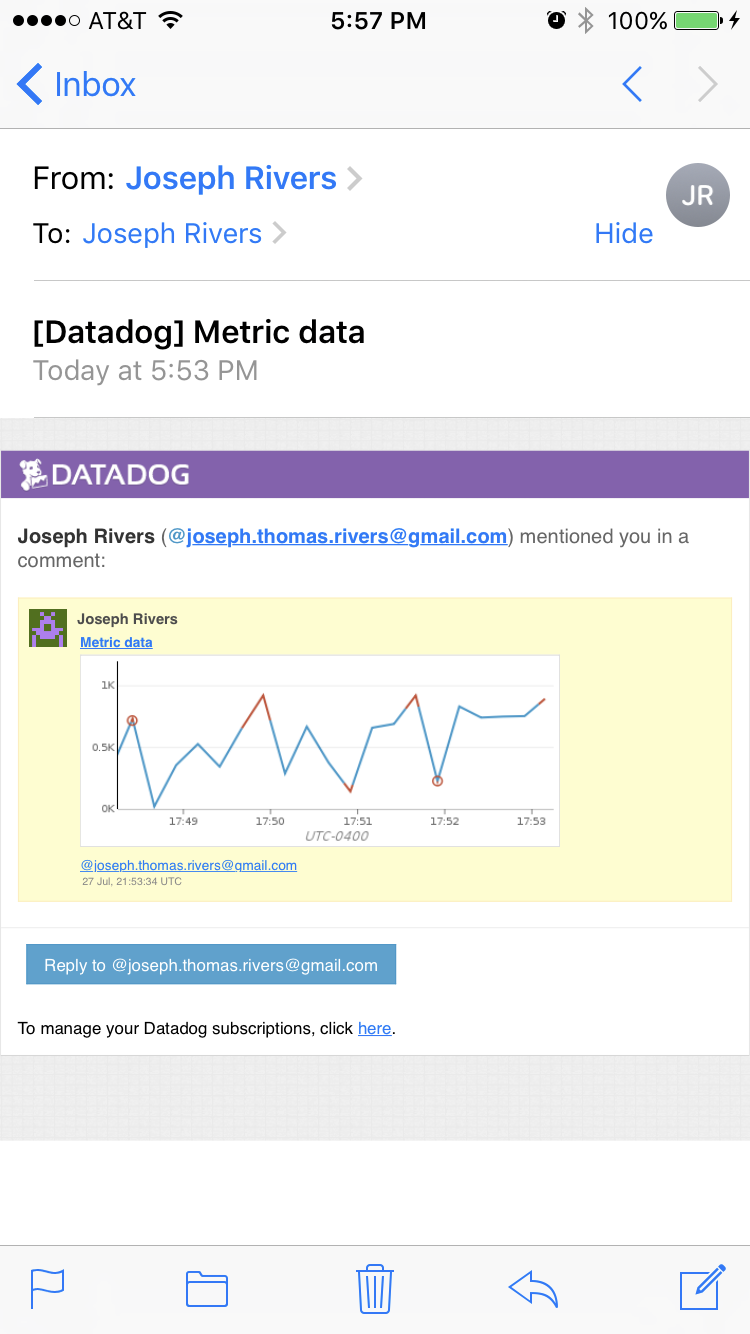 AT&T 5:57 PM 100%
Inbox
From: Joseph Rivers
JR
To: Joseph Rivers Hide
[Datadog] Metric data
Today at 5:53 PM
DATADOG
Joseph Rivers (@joseph.thomas.rivers@gmail.com) mentioned you in a
comment:
Joseph Rivers
Metric data
1K
0.5K
0K
17:49 17:50 17:51 17:52 17:53
UTC-0400
@joseph.thomas.rivers@gmail.com
27 Jul, 21:53:34 UTC
Reply to @joseph.thomas.rivers@gmail.com
To manage your Datadog subscriptions, click here.